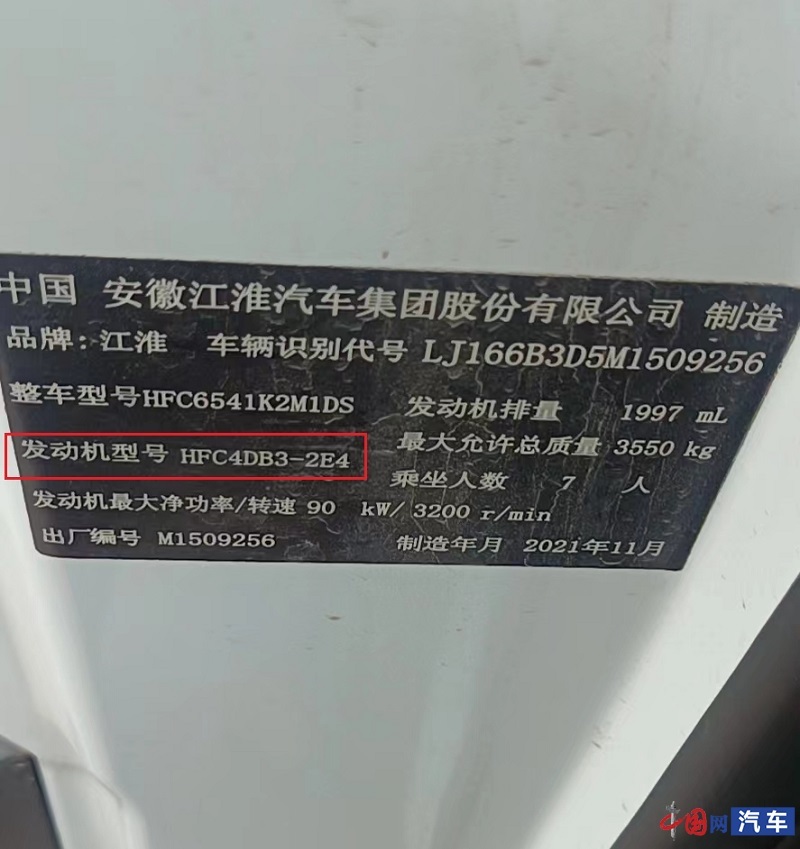 中国 安徽江淮汽车集团股份有限公司 制造
品牌：江淮 车辆识别代号 LJ166B3D5M1509256
整车型号HFC6541K2M1DS 发动机排量 1997 mL
发动机型号 HFC4DB3-2E4 最大允许总质量 3550 kg
乘坐人数 7 人
发动机最大净功率/转速 90 kW/ 3200 r/min
出厂编号 M1509256 制造年月 2021年11月
中国网 汽车